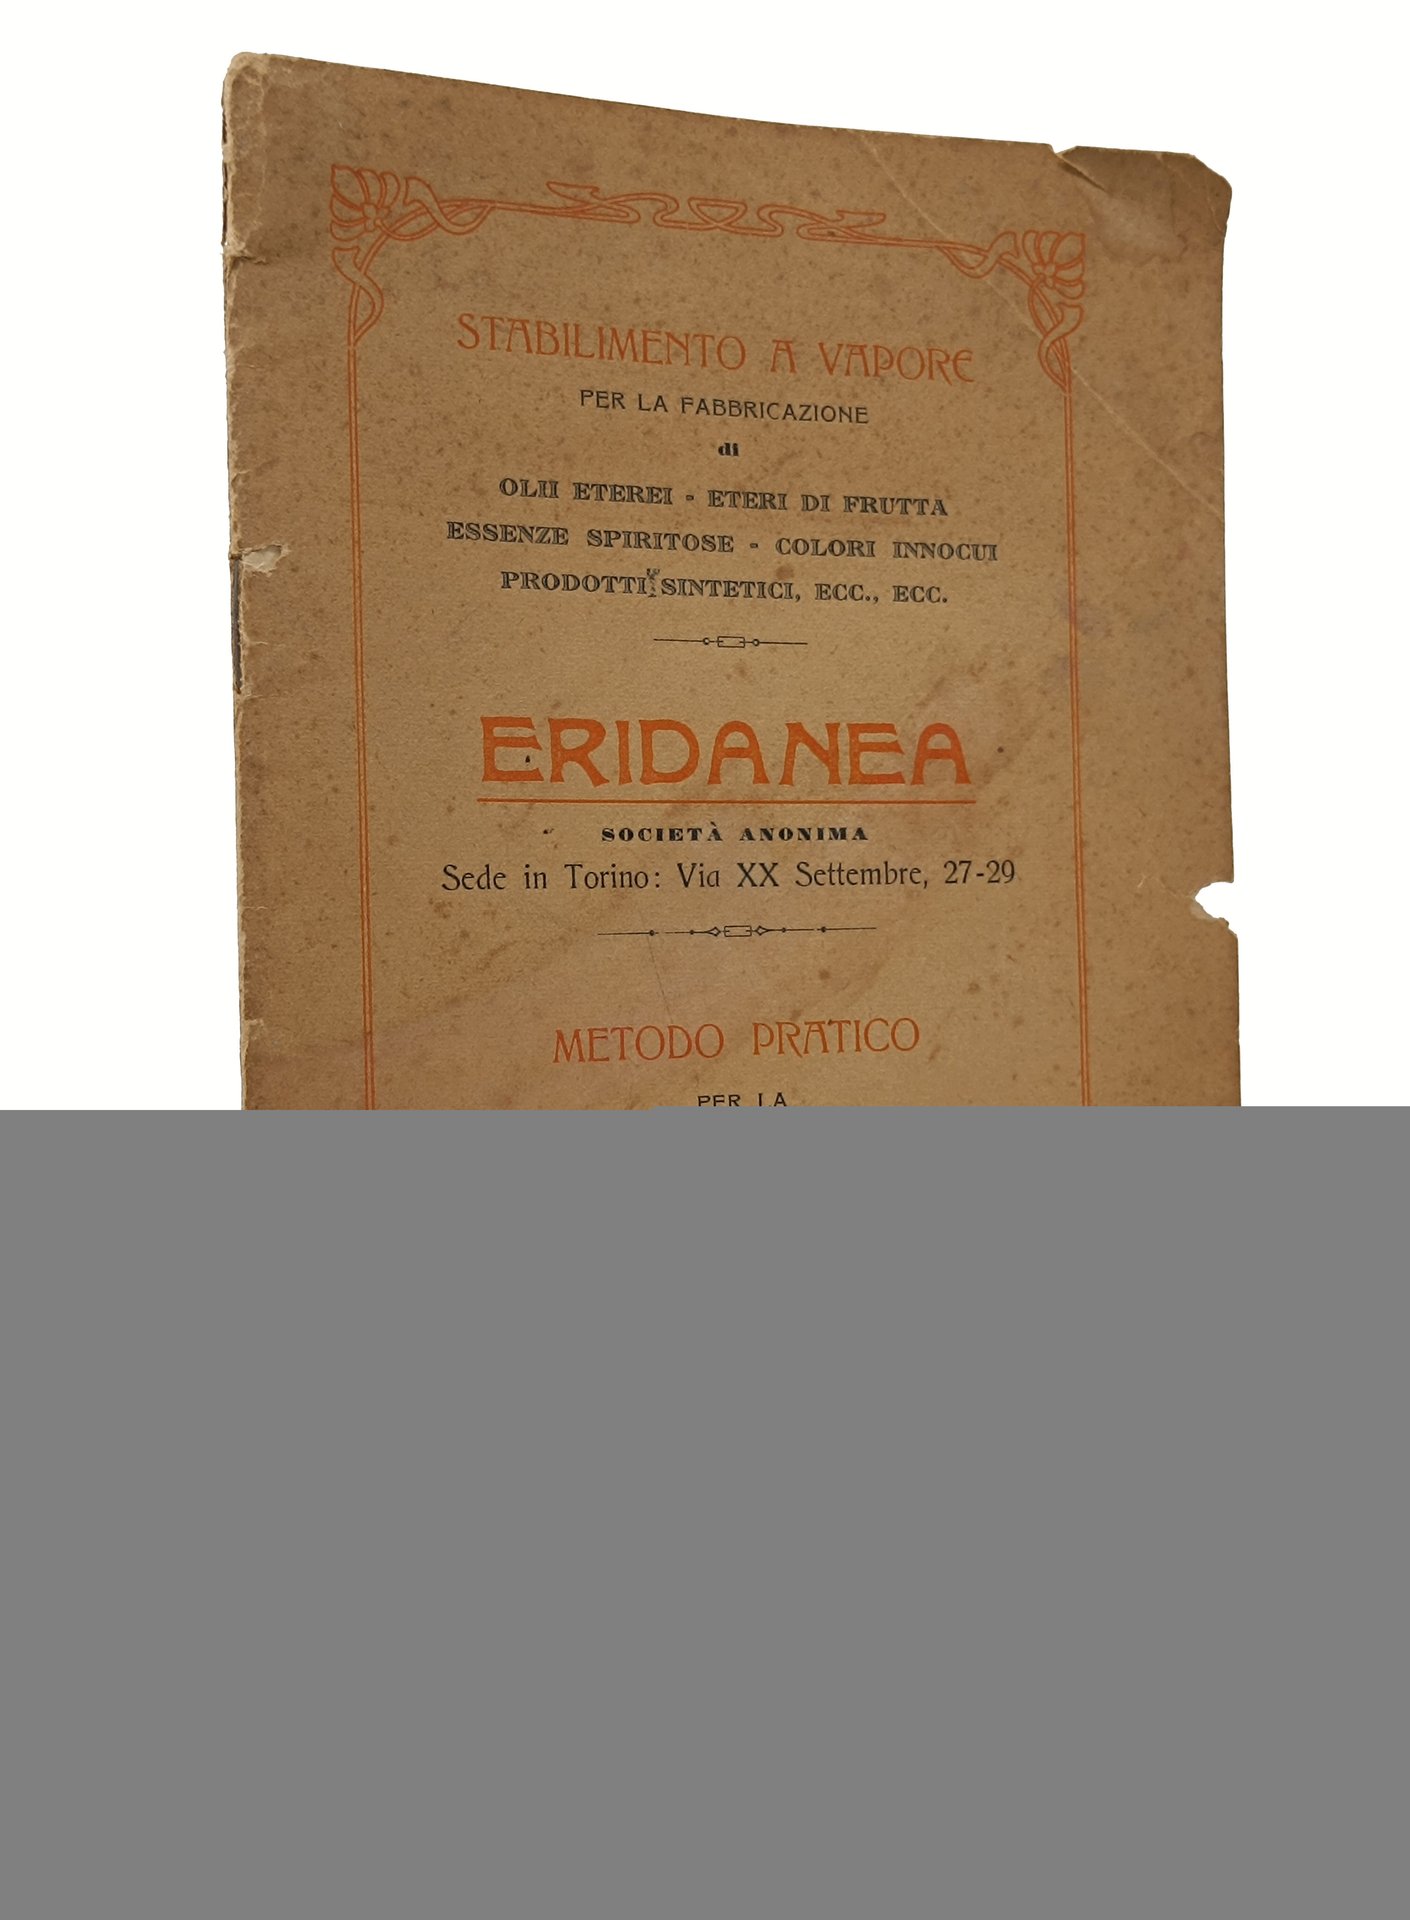 STABILIMENTO A VAPORE
PER LA FABBRICAZIONE
di
OLII ETEREI - ETERI DI FRUTTA
ESSENZE SPIRITOSE - COLORI INNOCUI
PRODOTTI SINTETICI, ECC., ECC.
ERIDANEA
SOCIETÀ ANONIMA
Sede in Torino: Via XX Settembre, 27-29
METODO PRATICO
PER LA